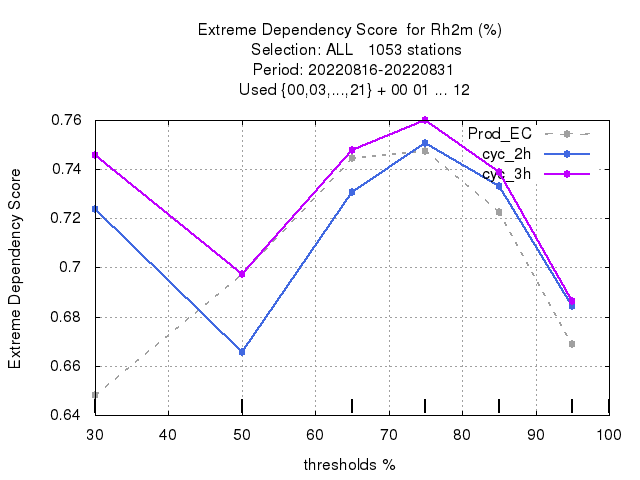 Extreme Dependency Score  for Rh2m (%)
Selection: ALL   1053 stations
Period: 20220816-20220831
Used {00,03,...,21} + 00 01 ... 12
Extreme Dependency Score
0.76
0.74
0.72
0.7
0.68
0.66
0.64
Prod_EC
cyc_2h
cyc_3h
30 40 50 60 70 80 90 100
thresholds %